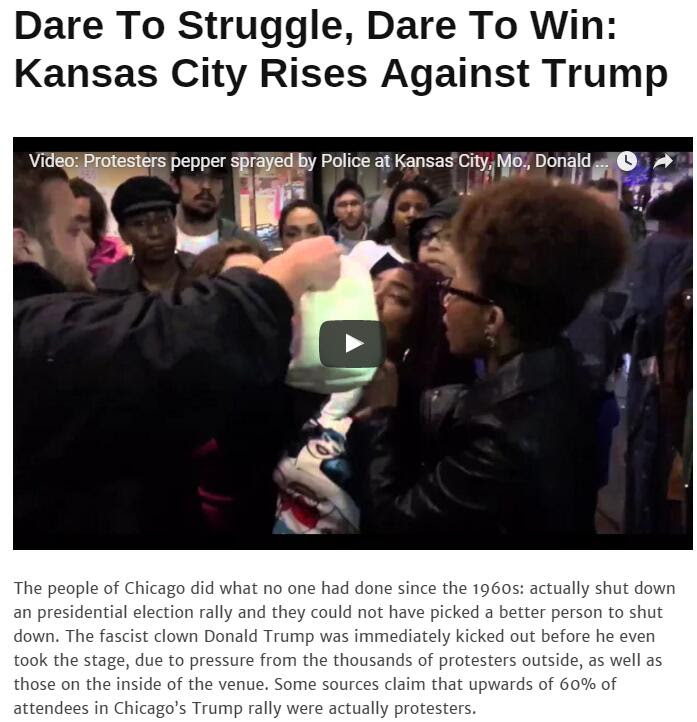 Dare To Struggle, Dare To Win:
Kansas City Rises Against Trump
Video: Protesters pepper sprayed by Police at Kansas City, Mo., Donald ...
The people of Chicago did what no one had done since the 1960s: actually shut down
an presidential election rally and they could not have picked a better person to shut
down. The fascist clown Donald Trump was immediately kicked out before he even
took the stage, due to pressure from the thousands of protesters outside, as well as
those on the inside of the venue. Some sources claim that upwards of 60% of
attendees in Chicago’s Trump rally were actually protesters.